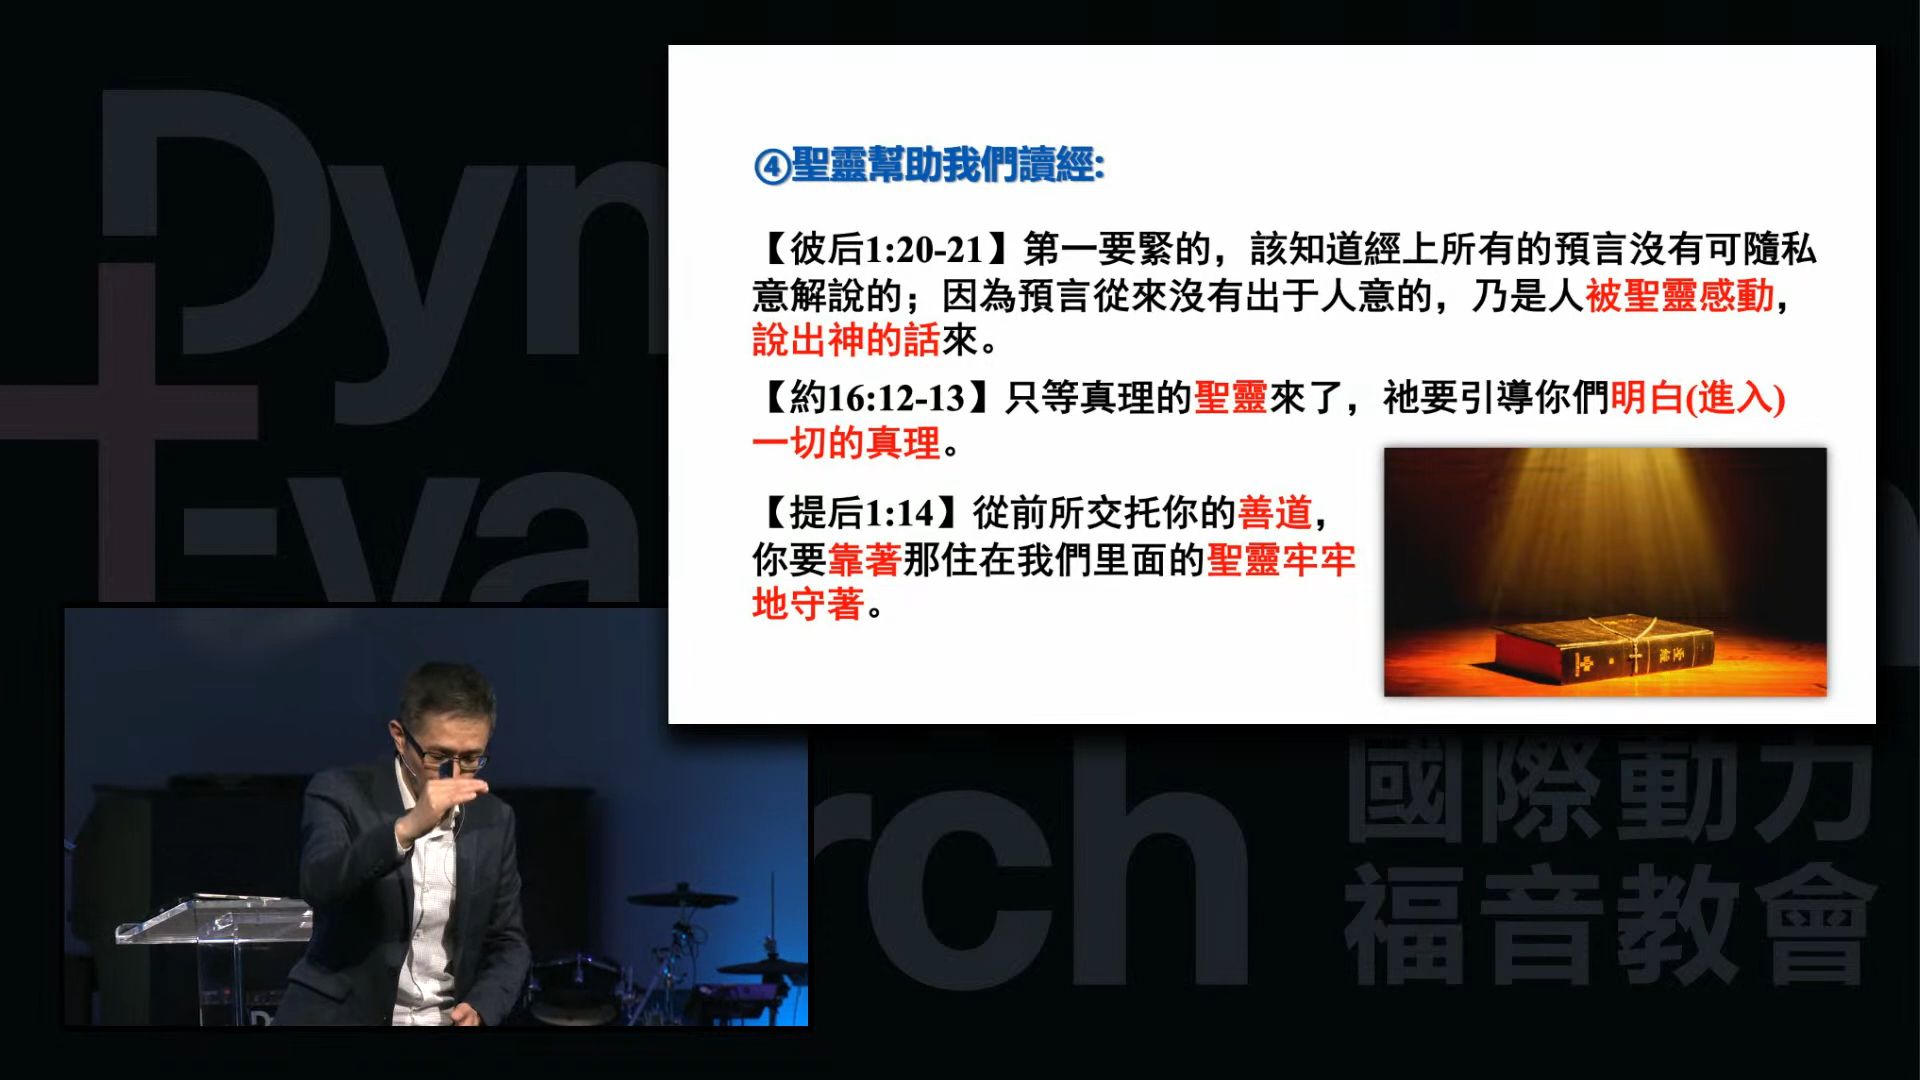 ④聖靈幫助我們讀經:
【彼后1:20-21】第一要緊的，該知道經上所有的預言沒有可隨私
意解說的；因為預言從來沒有出于人意的，乃是人被聖靈感動，
說出神的話來。
【約16:12-13】只等真理的聖靈來了，祂要引導你們明白(進入)
一切的真理。
【提后1:14】從前所交托你的善道，
你要靠著那住在我們里面的聖靈牢牢
地守著。
聖經
Dyn
-va
rch
國際動力
福音教會